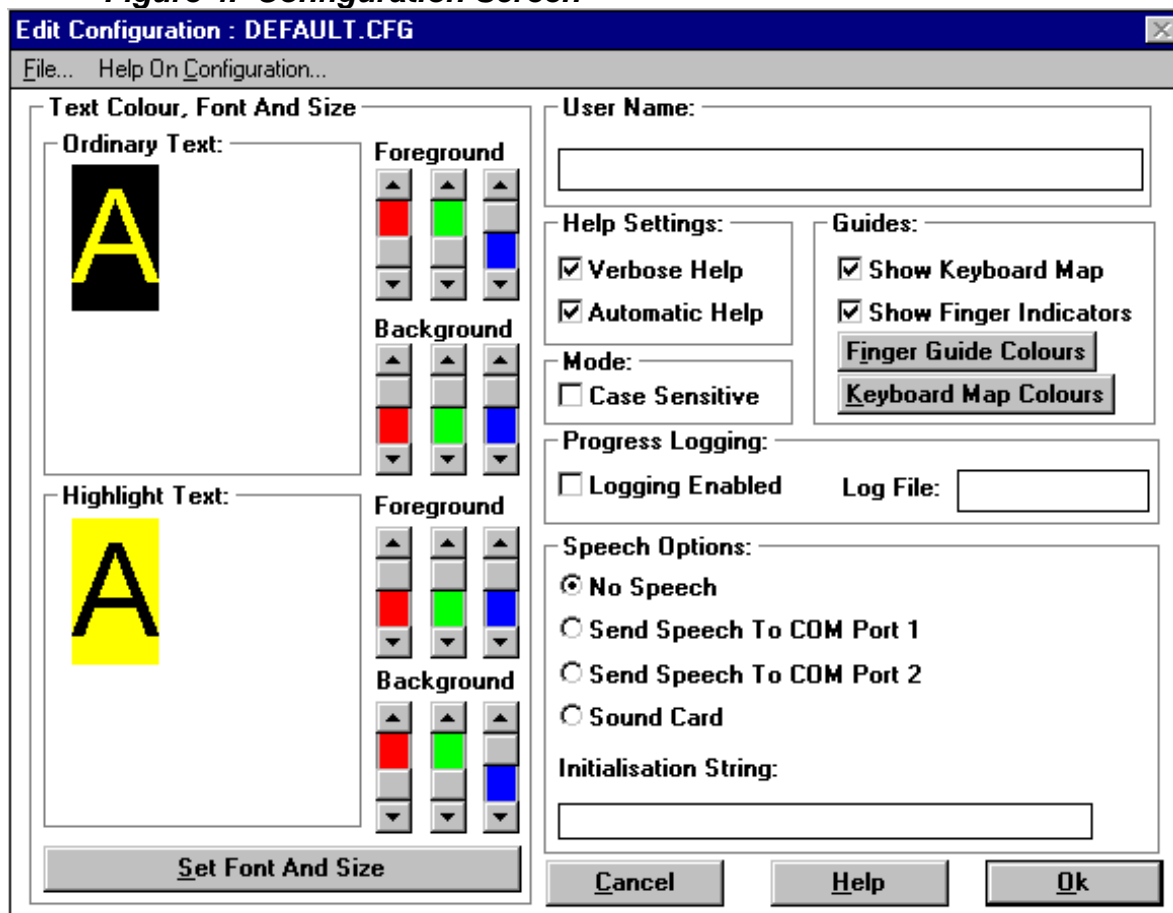 Figure 4. Configuration Screen
Edit Configuration : DEFAULT.CFG
File... Help On Configuration...
Text Colour, Font And Size
Ordinary Text:
A
Foreground
Background
Highlight Text:
A
Foreground
Background
Set Font And Size
User Name:
Help Settings:
Verbose Help
Automatic Help
Guides:
Show Keyboard Map
Show Finger Indicators
Finger Guide Colours
Keyboard Map Colours
Mode:
Case Sensitive
Progress Logging:
Logging Enabled Log File:
Speech Options:
No Speech
Send Speech To COM Port 1
Send Speech To COM Port 2
Sound Card
Initialisation String:
Cancel Help Ok